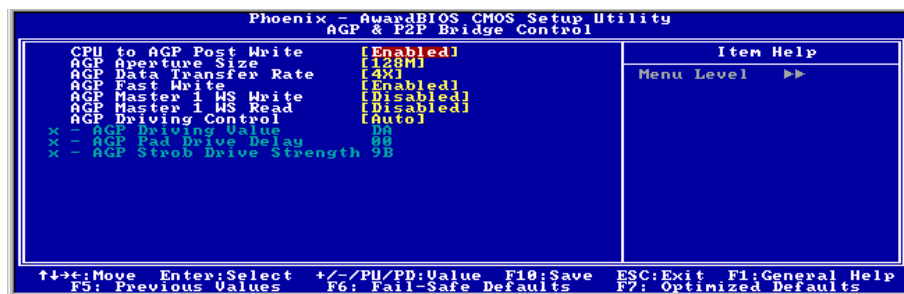 Phoenix - AwardBIOS CMOS Setup Utility
AGP & P2P Bridge Control
CPU to AGP Post Write [Enabled]
AGP Aperture Size [128M]
AGP Data Transfer Rate [4X]
AGP Fast Write [Enabled]
AGP Master 1 WS Write [Disabled]
AGP Master 1 WS Read [Disabled]
AGP Driving Control [Auto]
x - AGP Driving Value DA
x - AGP Pad Drive Delay 00
x - AGP Strob Drive Strength 9B
Item Help
Menu Level ▶▶
↑↓→←:Move Enter:Select +/-/PU/PD:Value F10:Save ESC:Exit F1:General Help
F5: Previous Values F6: Fail-Safe Defaults F7: Optimized Defaults